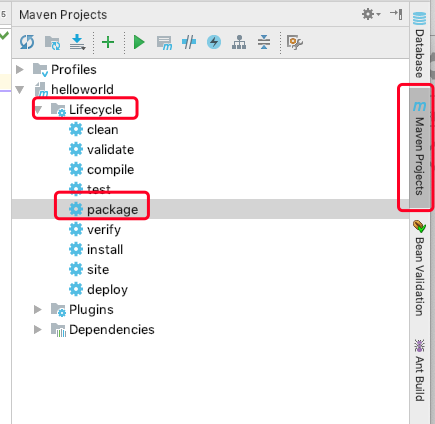 5
Maven Projects
Profiles
helloworld
Lifecycle
clean
validate
compile
test
package
verify
install
site
deploy
Plugins
Dependencies
Database
m Maven Projects
Bean Validation
Ant Build